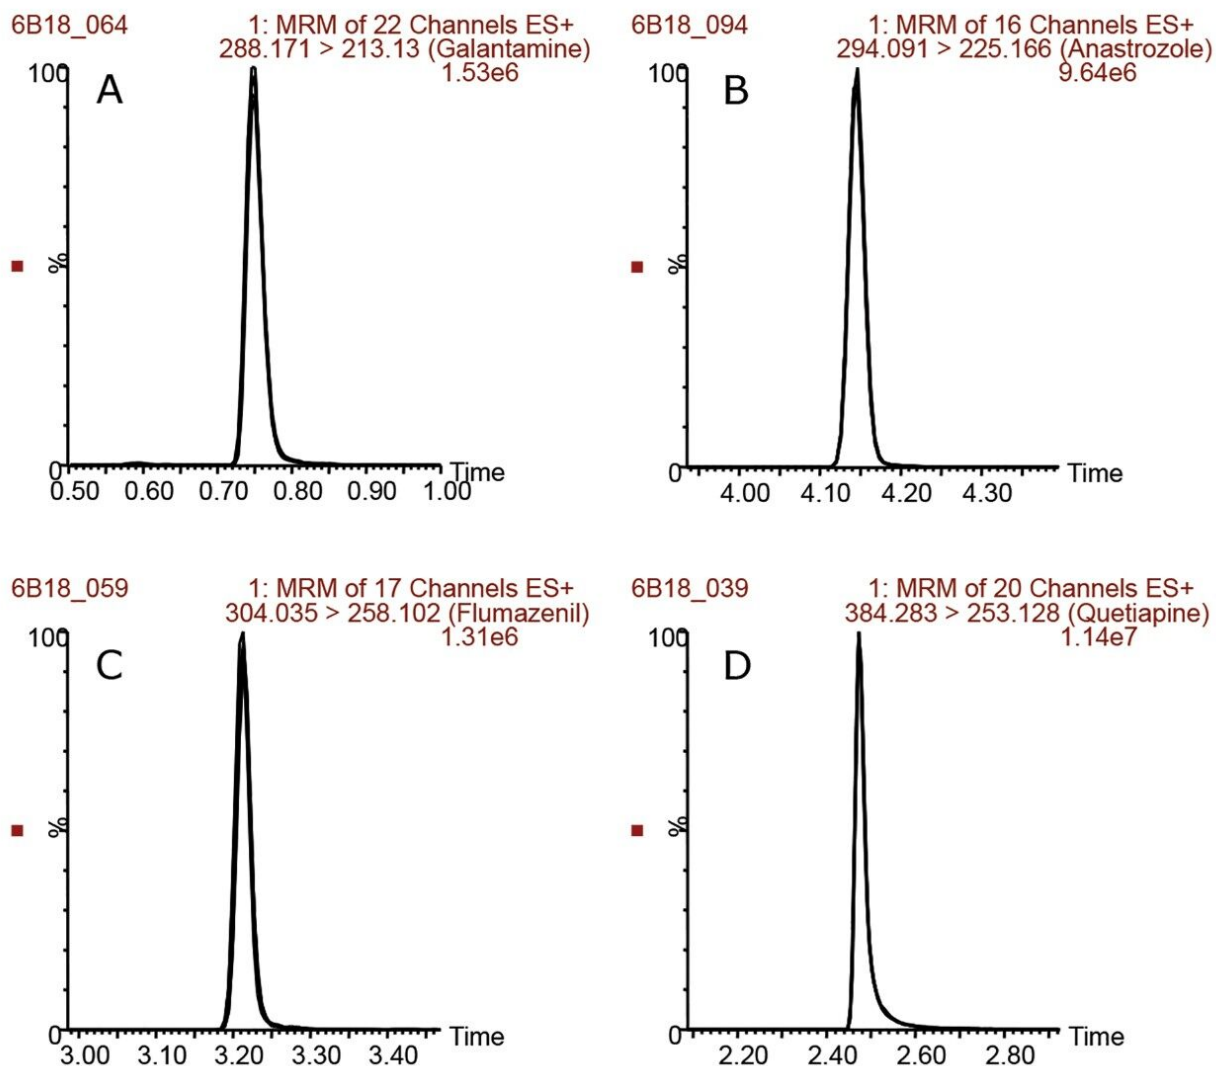 6B18_064
1: MRM of 22 Channels ES+
288.171 > 213.13 (Galantamine)
1.53e6
A
100
%
0
0.50 0.60 0.70 0.80 0.90 1.00
Time
6B18_094
1: MRM of 16 Channels ES+
294.091 > 225.166 (Anastrozole)
9.64e6
B
100
%
0
4.00 4.10 4.20 4.30
Time
6B18_059
1: MRM of 17 Channels ES+
304.035 > 258.102 (Flumazenil)
1.31e6
C
100
%
0
3.00 3.10 3.20 3.30 3.40
Time
6B18_039
1: MRM of 20 Channels ES+
384.283 > 253.128 (Quetiapine)
1.14e7
D
100
%
0
2.20 2.40 2.60 2.80
Time